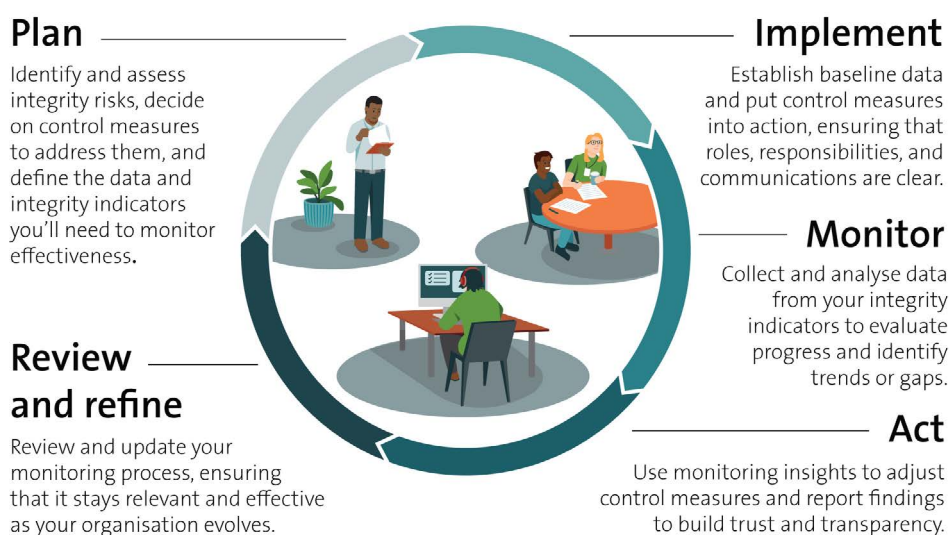 Plan
Identify and assess
integrity risks, decide
on control measures
to address them, and
define the data and
integrity indicators
you'll need to monitor
effectiveness.
Implement
Establish baseline data
and put control measures
into action, ensuring that
roles, responsibilities, and
communications are clear.
Monitor
Collect and analyse data
from your integrity
indicators to evaluate
progress and identify
trends or gaps.
Act
Use monitoring insights to adjust
control measures and report findings
to build trust and transparency.
Review
and refine
Review and update your
monitoring process, ensuring
that it stays relevant and effective
as your organisation evolves.